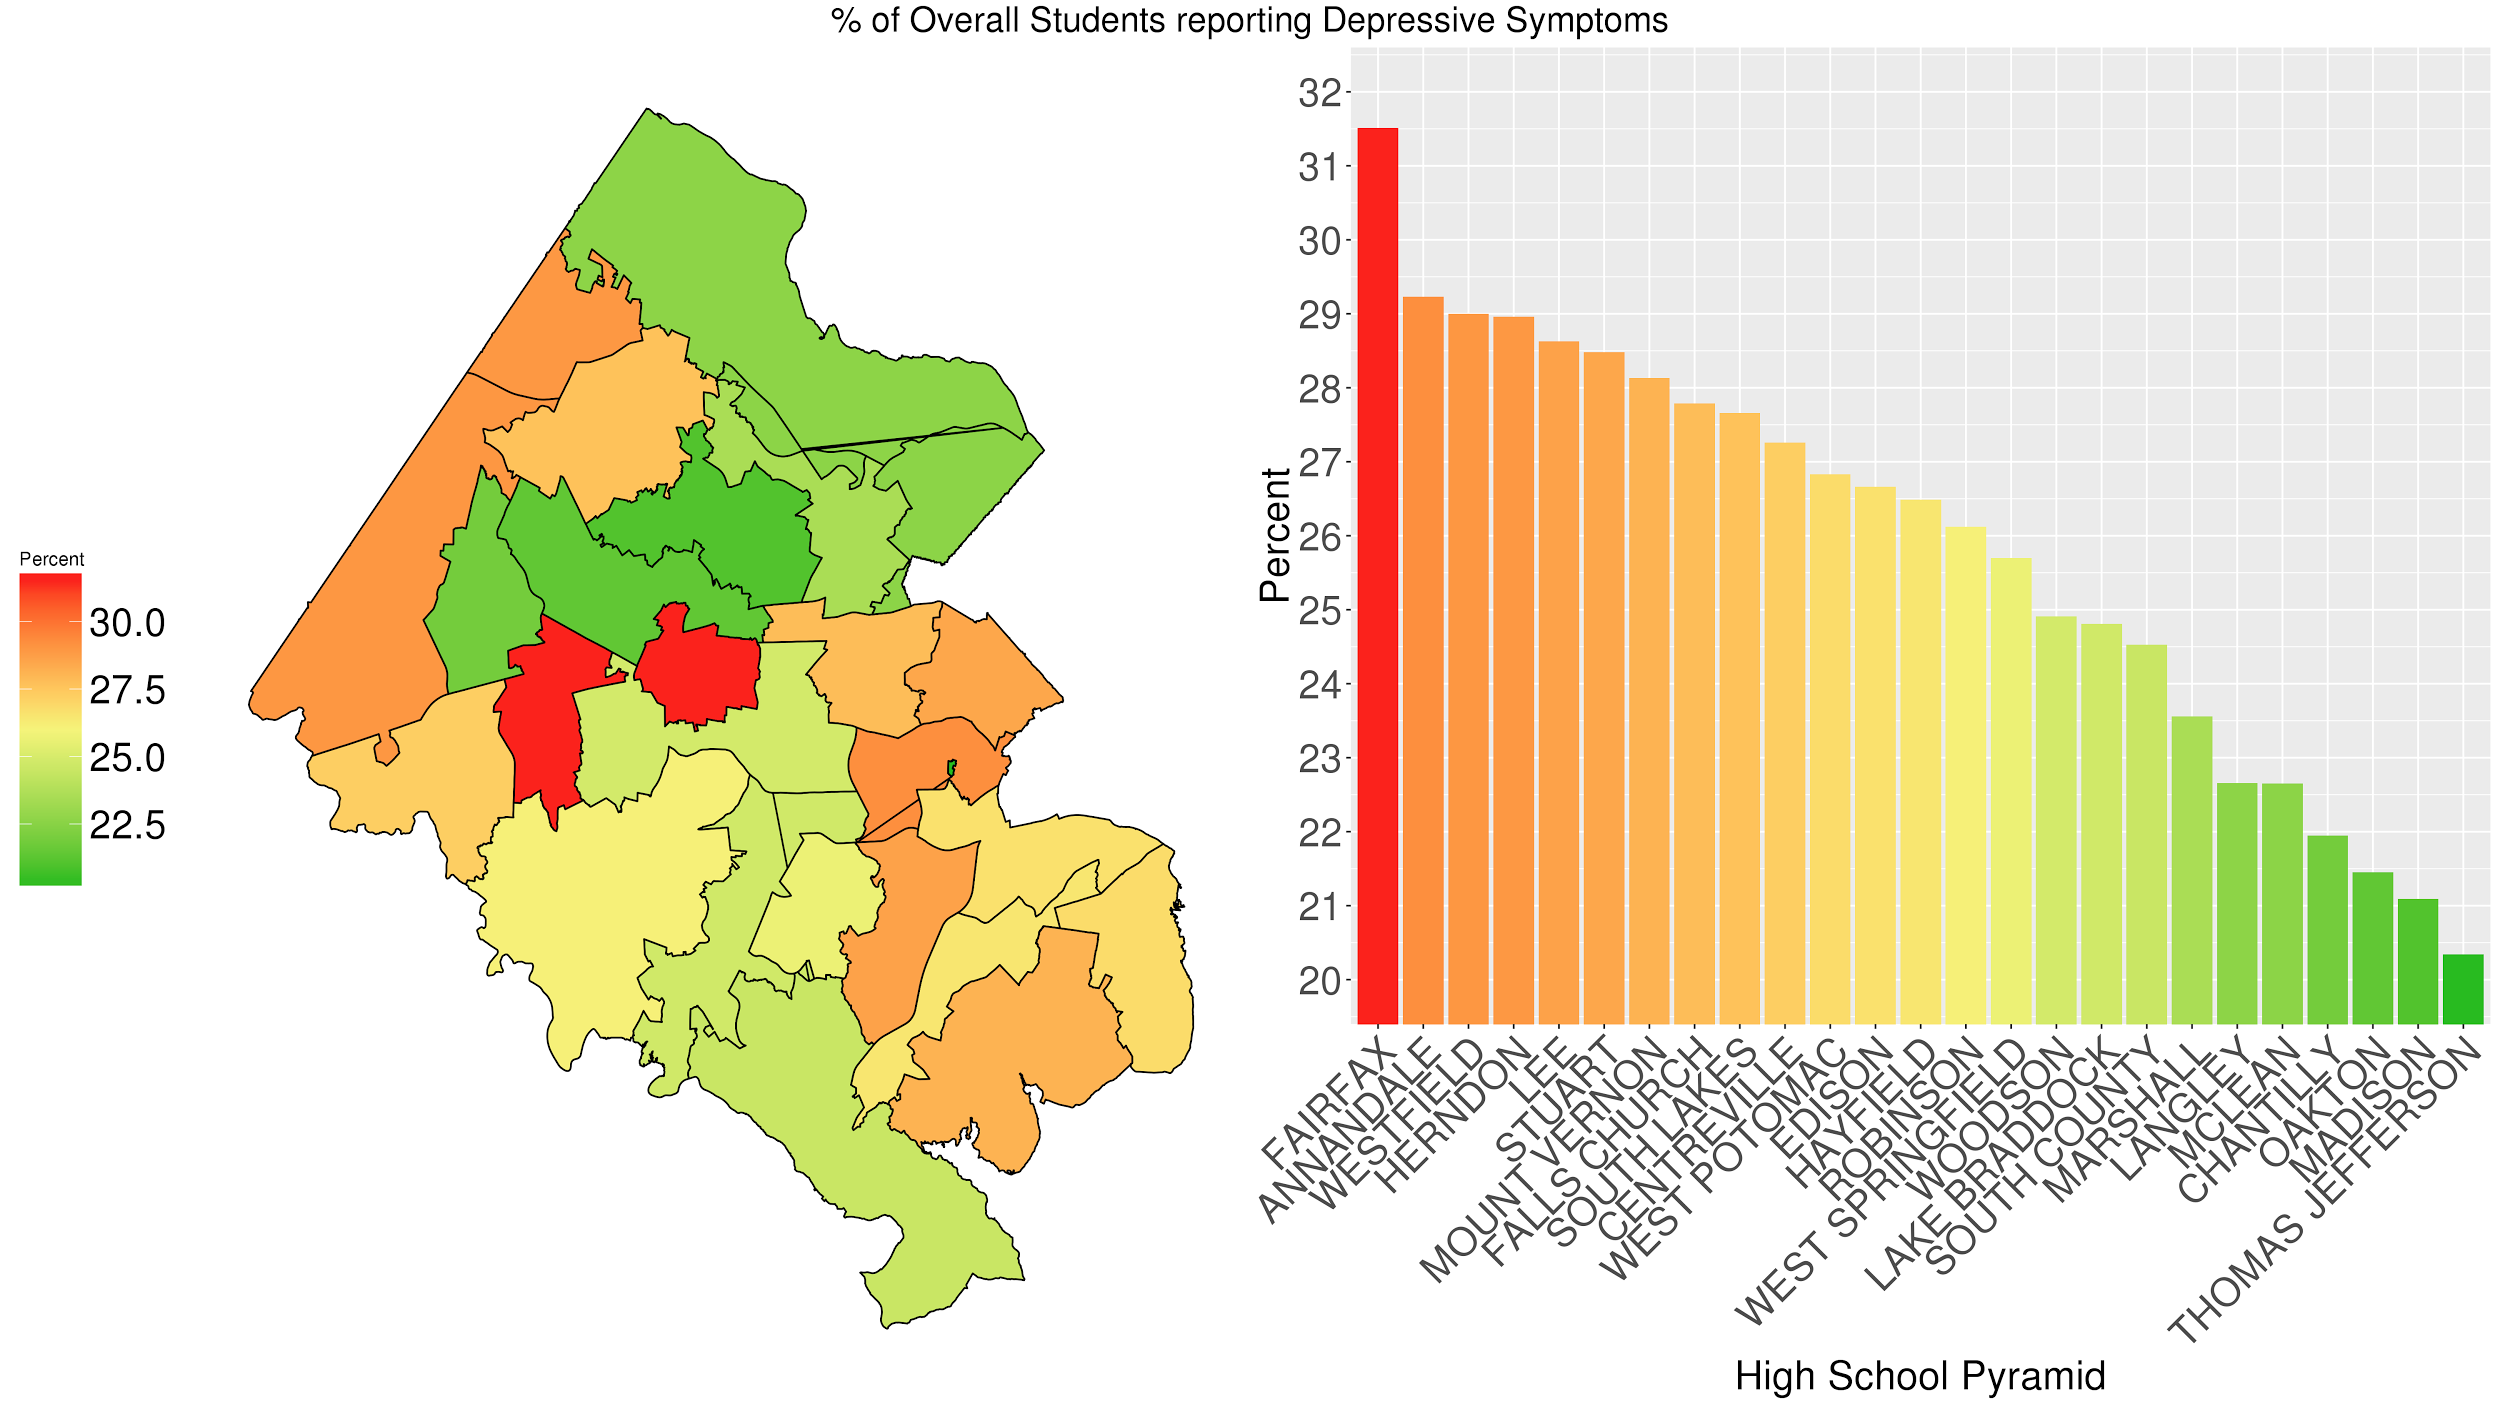 % of Overall Students reporting Depressive Symptoms
Percent
30.0
27.5
25.0
22.5
Percent
32
31
30
29
28
27
26
25
24
23
22
21
20
FAIRFAX
ANNANDALE
WESTFIELD
HERNDON
LEE
STUART
MOUNT VERNON
FALLS CHURCH
SOUTH LAKES
CENTREVILLE
WEST POTOMAC
EDISON
HAYFIELD
ROBINSON
WEST SPRINGFIELD
WOODSON
LAKE BRADDOCK
SOUTH COUNTY
MARSHALL
LANGLEY
MCLEAN
CHANTILLY
OAKTON
MADISON
THOMAS JEFFERSON
High School Pyramid